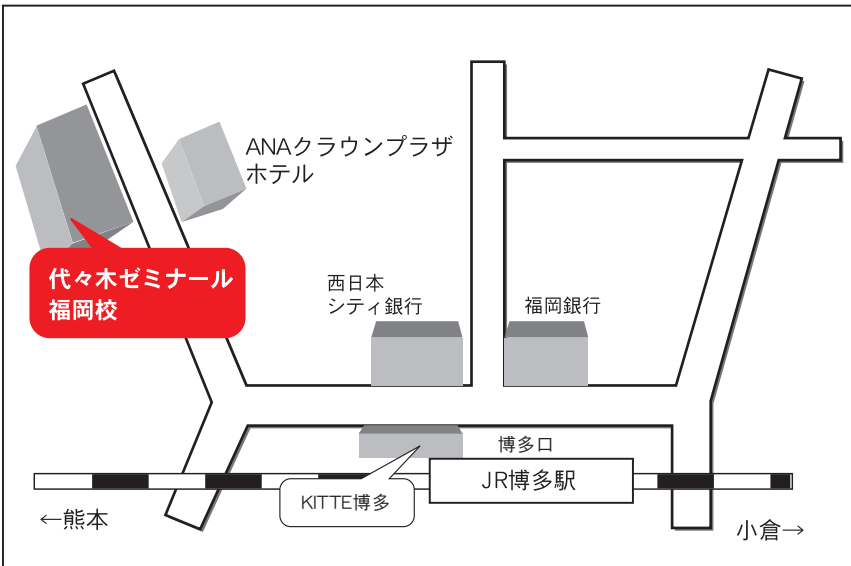 ANAクラウンプラザ
ホテル
代々木ゼミナール
福岡校
西日本
シティ銀行
福岡銀行
博多口
JR博多駅
KITTE博多
←熊本
小倉→